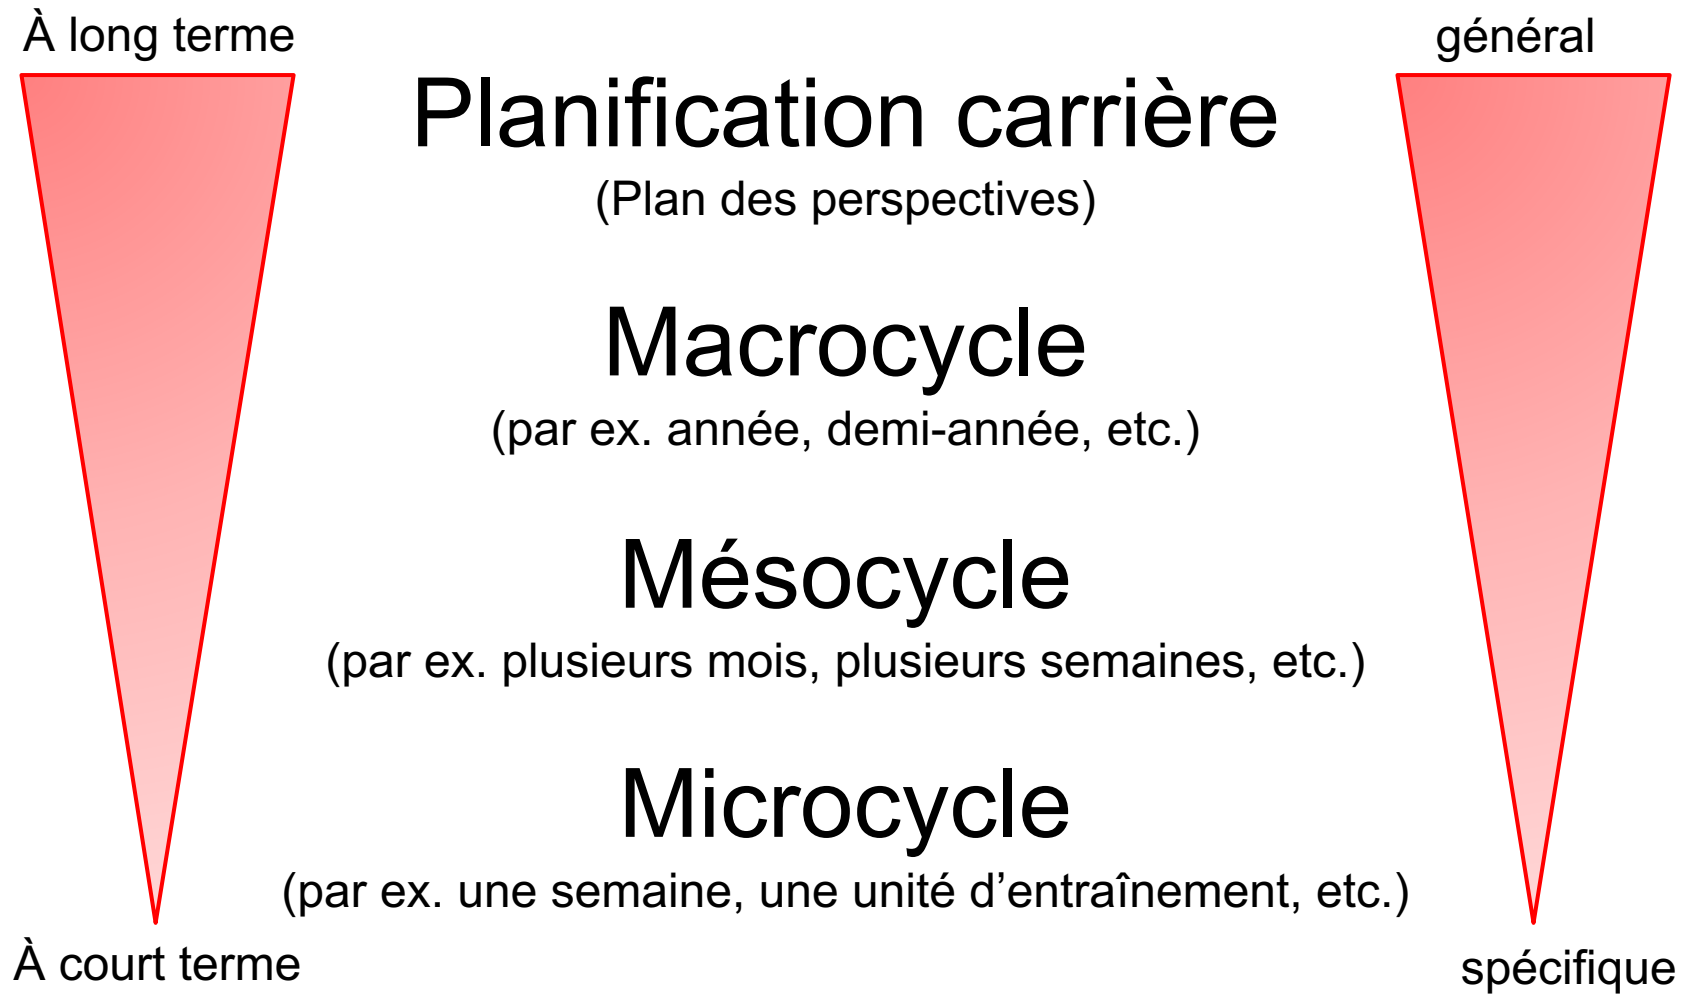 À long terme
général
Planification carrière
(Plan des perspectives)
Macrocycle
(par ex. année, demi-année, etc.)
Mésocycle
(par ex. plusieurs mois, plusieurs semaines, etc.)
Microcycle
(par ex. une semaine, une unité d’entraînement, etc.)
À court terme
spécifique